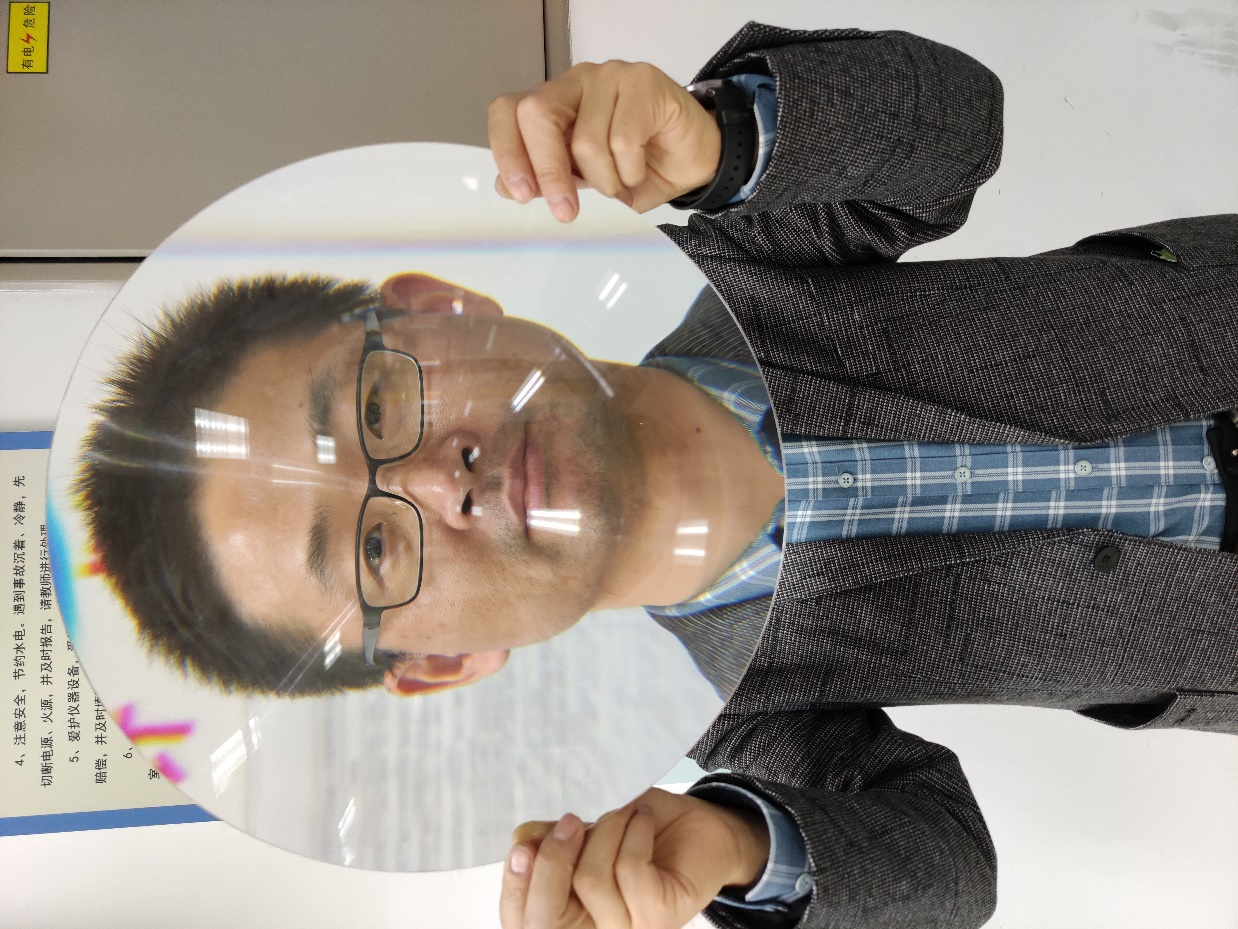 有电⚡危险
4、注意安全，节约水电。遇到事故沉着、冷静，先
切断电源、火源，并及时报告，请教师进行处理
5、爱护仪器设备，
赔偿，并及时
6、
室